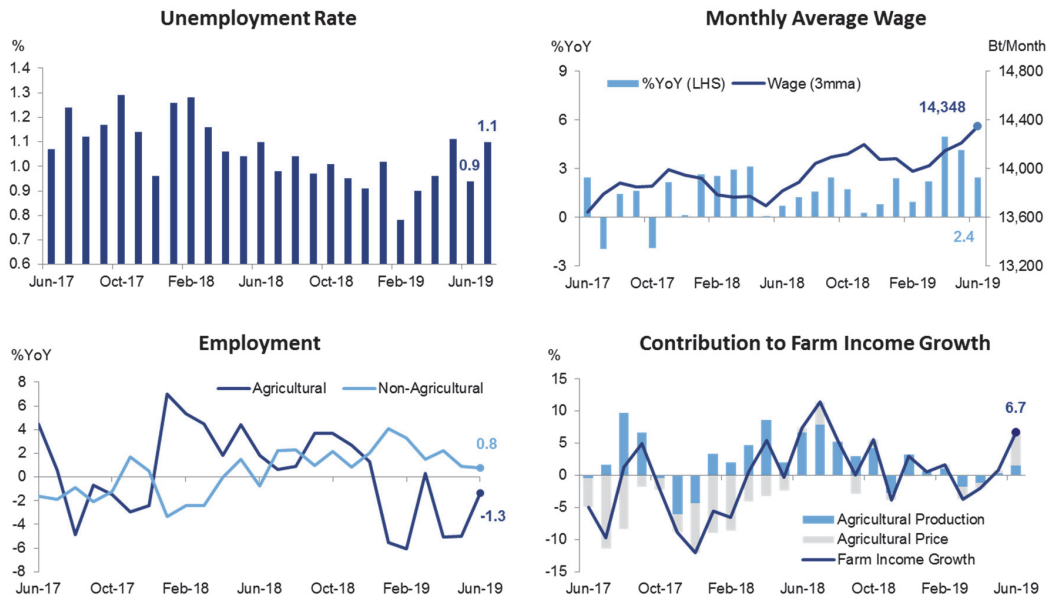 Unemployment Rate
%
1.4
1.3
1.2
1.1
1.0
0.9
0.8
0.7
0.6
1.1
0.9
Jun-17 Oct-17 Feb-18 Jun-18 Oct-18 Feb-19 Jun-19
Monthly Average Wage
%YoY Bt/Month
9
6
3
0
-3
%YoY (LHS) Wage (3mma)
14,348
2.4
14,800
14,400
14,000
13,600
13,200
Jun-17 Oct-17 Feb-18 Jun-18 Oct-18 Feb-19 Jun-19
Employment
%YoY
8
6
4
2
0
-2
-4
-6
-8
Agricultural Non-Agricultural
0.8
-1.3
Jun-17 Oct-17 Feb-18 Jun-18 Oct-18 Feb-19 Jun-19
Contribution to Farm Income Growth
%
15
10
5
0
-5
-10
-15
6.7
Agricultural Production
Agricultural Price
Farm Income Growth
Jun-17 Oct-17 Feb-18 Jun-18 Oct-18 Feb-19 Jun-19